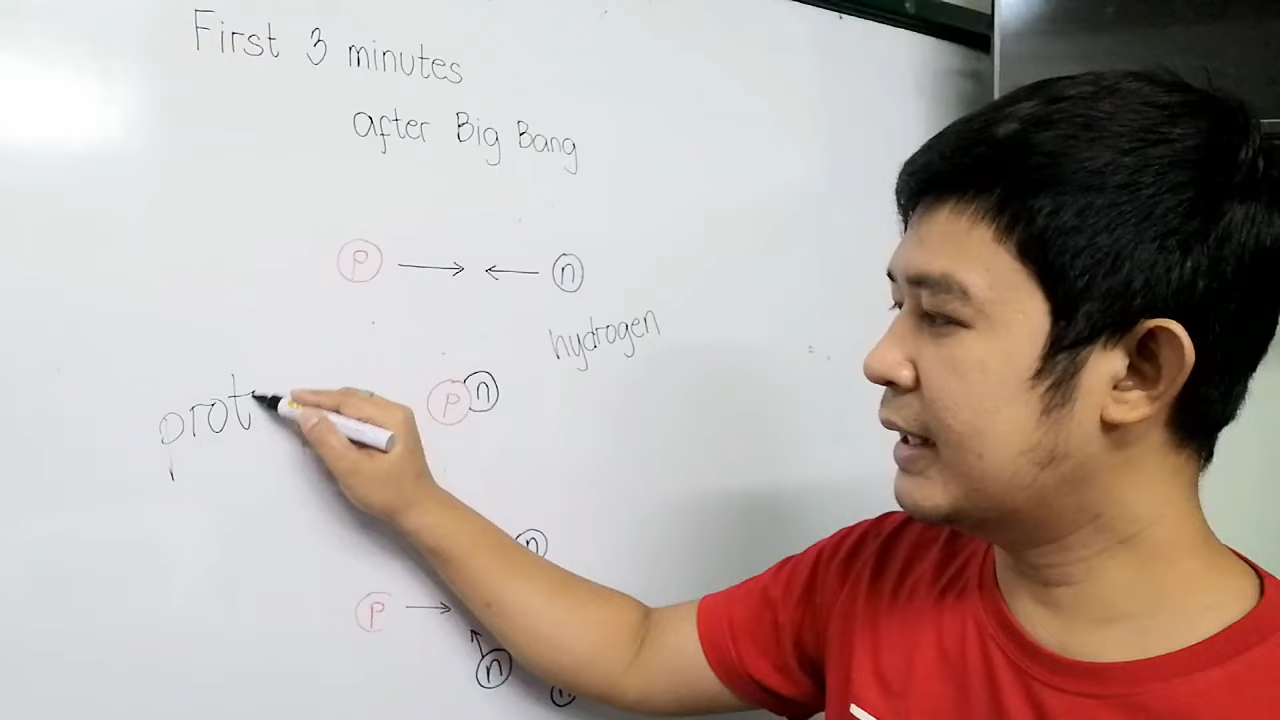 First 3 minutes
after Big Bang
p n
hydrogen
prot
p n
n
p
n
n